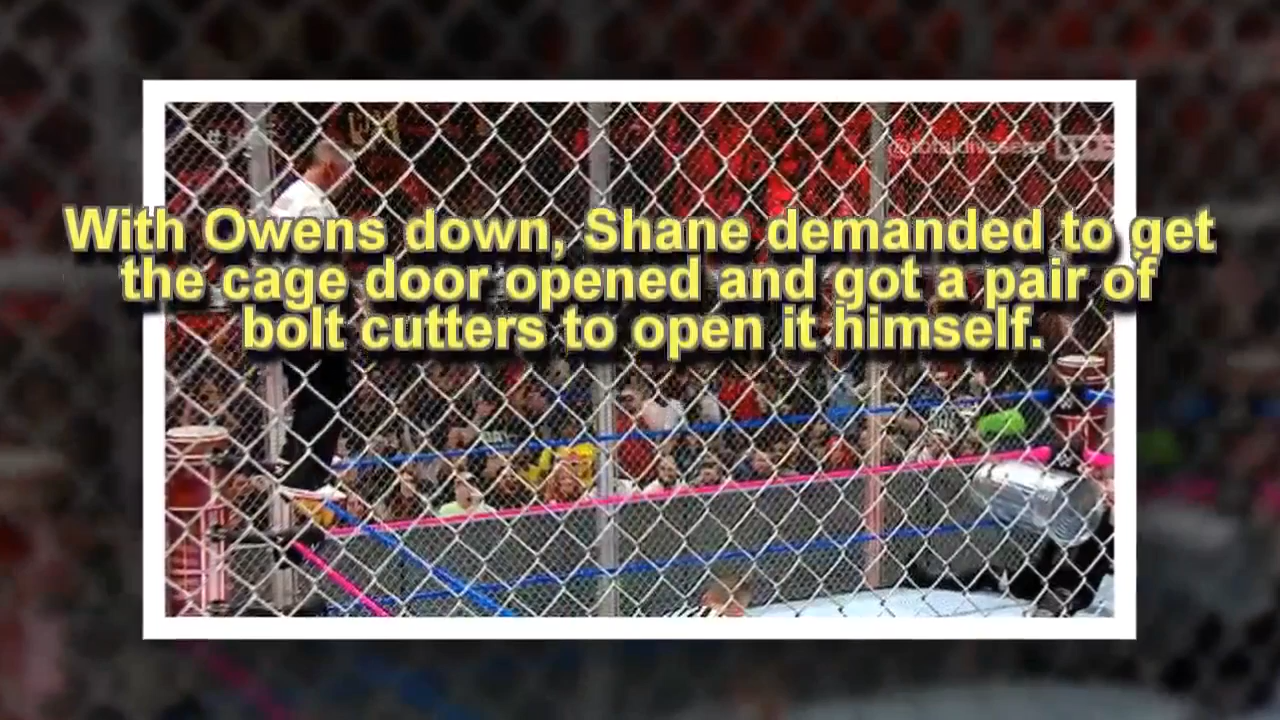 @totaldivaseps
With Owens down, Shane demanded to get
the cage door opened and got a pair of
bolt cutters to open it himself.